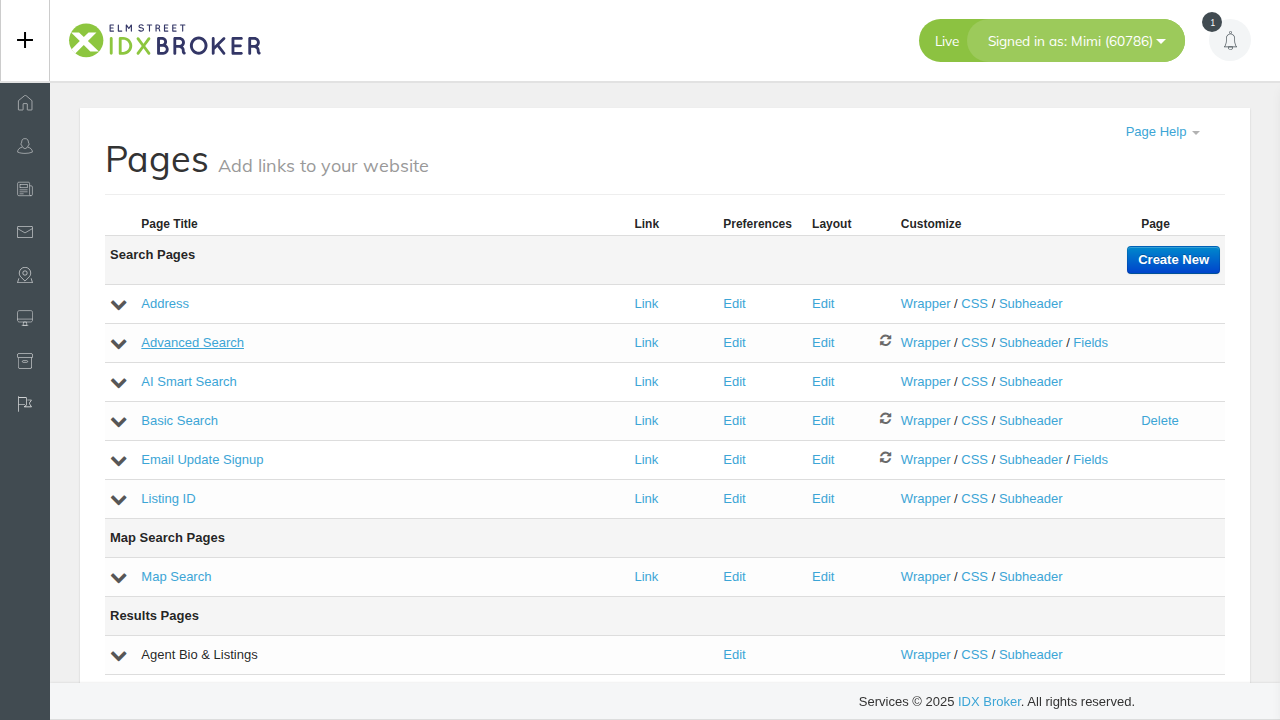 ELM STREET
IDXBROKER
Live
Signed in as: Mimi (60786)
1
Page Help
Pages Add links to your website
Page Title Link Preferences Layout Customize Page
Search Pages Create New
Address Link Edit Edit Wrapper / CSS / Subheader
Advanced Search Link Edit Edit Wrapper / CSS / Subheader / Fields
AI Smart Search Link Edit Edit Wrapper / CSS / Subheader
Basic Search Link Edit Edit Wrapper / CSS / Subheader Delete
Email Update Signup Link Edit Edit Wrapper / CSS / Subheader / Fields
Listing ID Link Edit Edit Wrapper / CSS / Subheader
Map Search Pages
Map Search Link Edit Edit Wrapper / CSS / Subheader
Results Pages
Agent Bio & Listings Edit Wrapper / CSS / Subheader
Services © 2025 IDX Broker. All rights reserved.